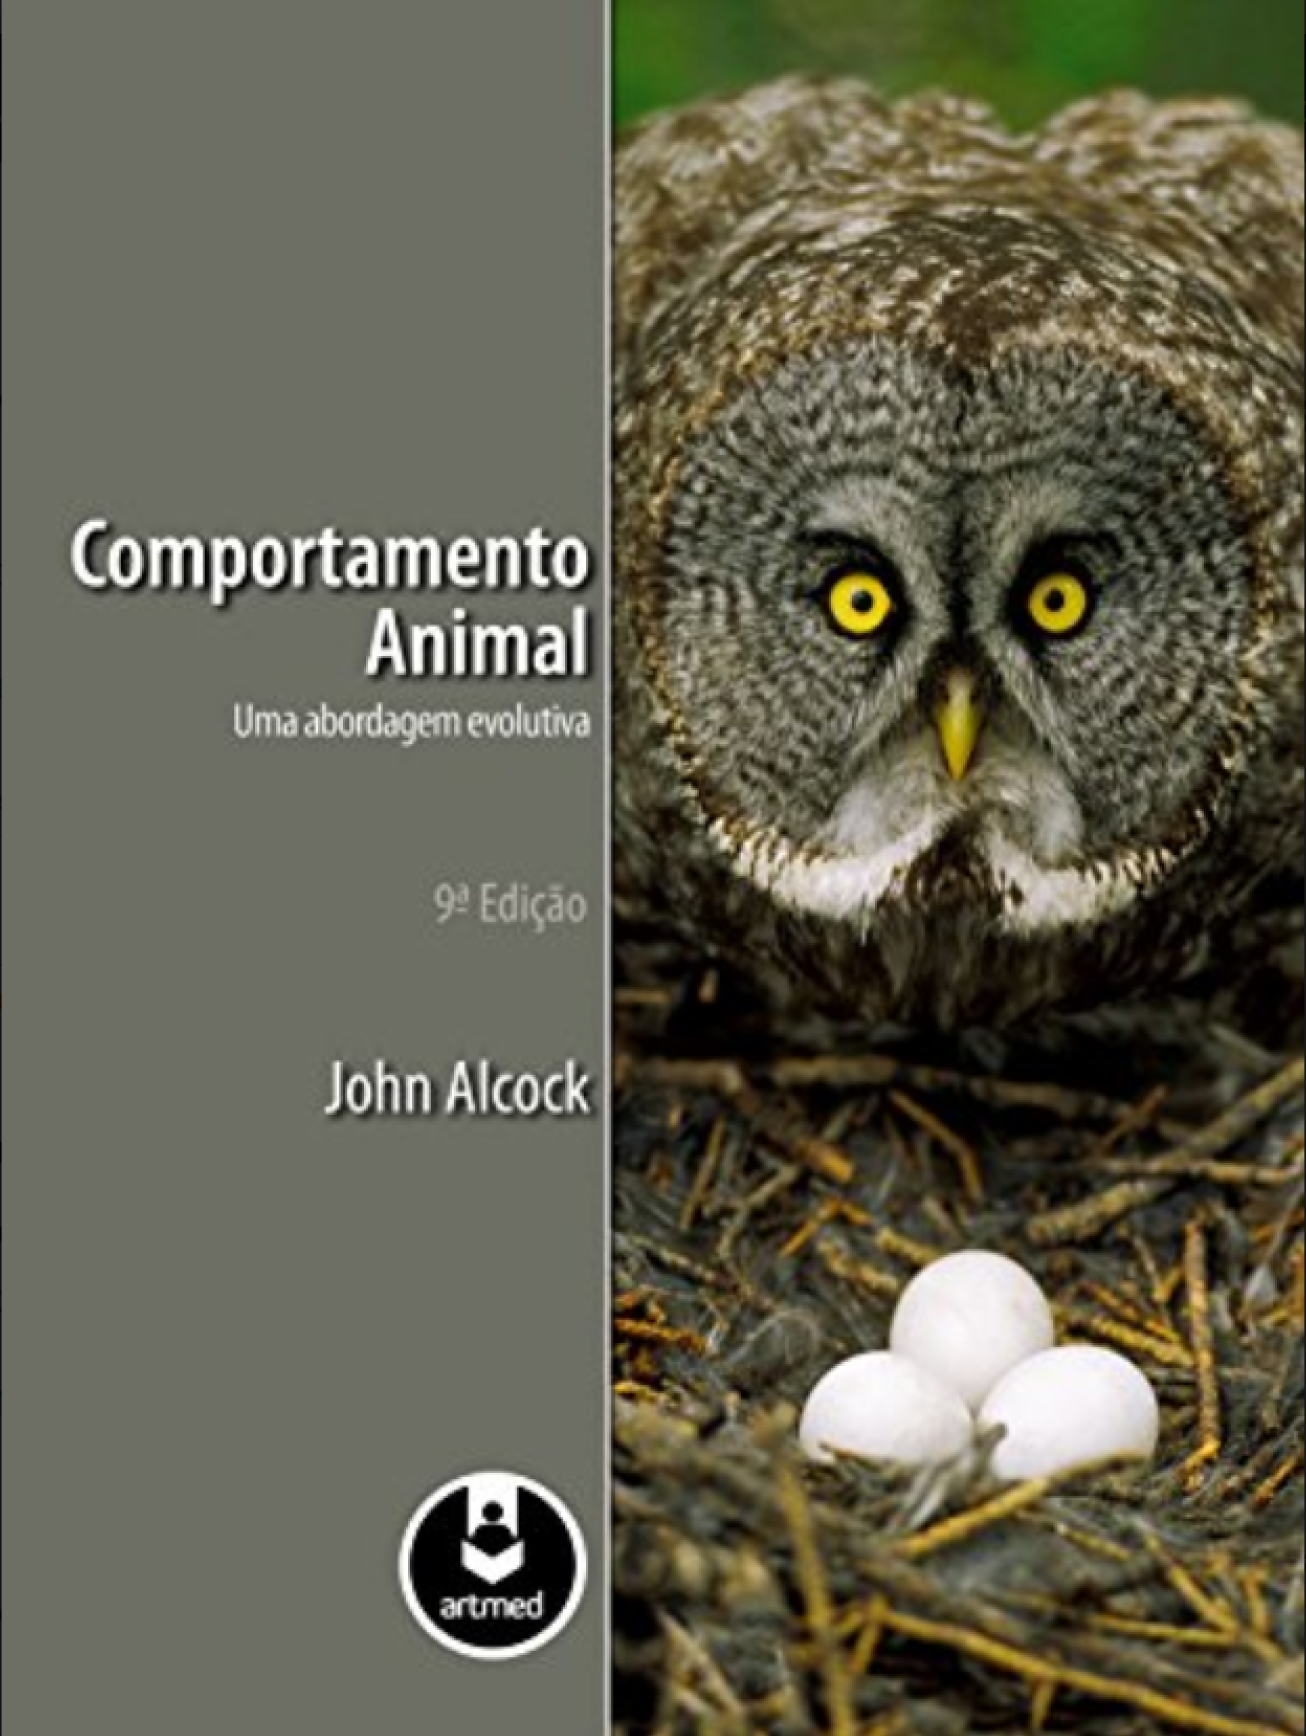 Comportamento
Animal
Uma abordagem evolutiva
9ª Edição
John Alcock
artmed